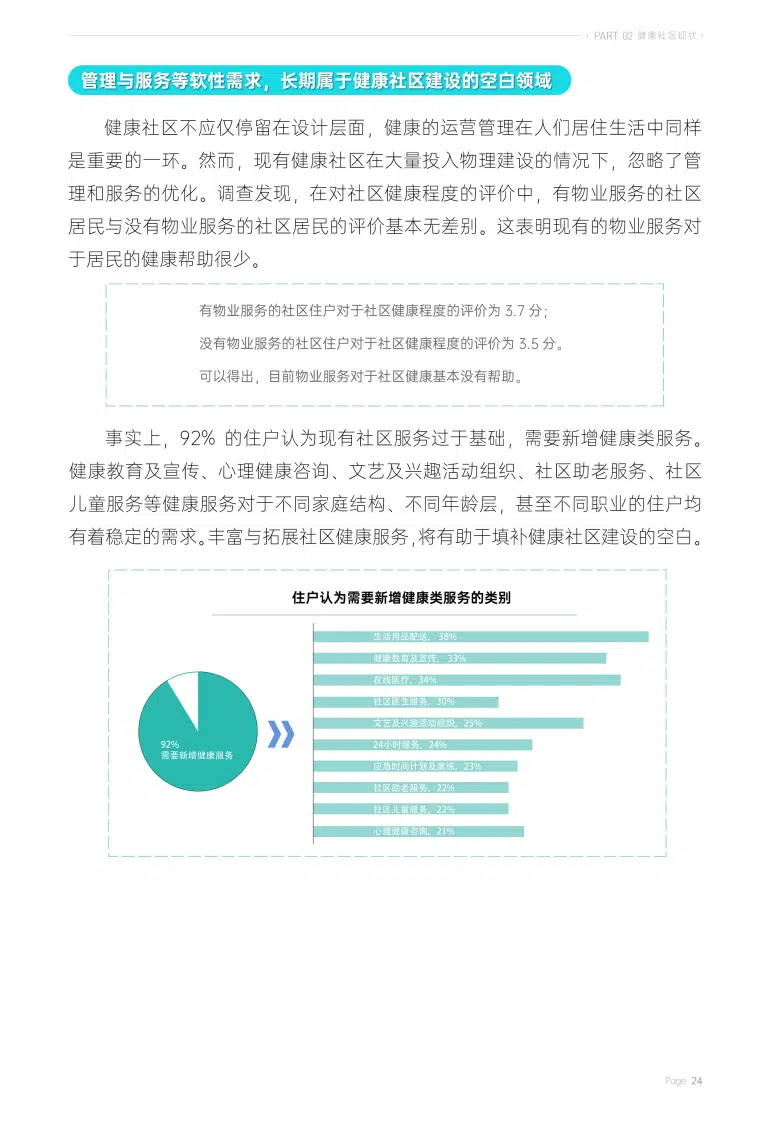 PART 02 健康社区现状
管理与服务等软性需求，长期属于健康社区建设的空白领域
健康社区不应仅停留在设计层面，健康的运营管理在人们居住生活中同样
是重要的一环。然而，现有健康社区在大量投入物理建设的情况下，忽略了管
理和服务的优化。调查发现，在对社区健康程度的评价中，有物业服务的社区
居民与没有物业服务的社区居民的评价基本无差别。这表明现有的物业服务对
于居民的健康帮助很少。
有物业服务的社区住户对于社区健康程度的评价为 3.7 分；
没有物业服务的社区住户对于社区健康程度的评价为 3.5 分。
可以得出，目前物业服务对于社区健康基本没有帮助。
事实上，92% 的住户认为现有社区服务过于基础，需要新增健康类服务。
健康教育及宣传、心理健康咨询、文艺及兴趣活动组织、社区助老服务、社区
儿童服务等健康服务对于不同家庭结构、不同年龄层，甚至不同职业的住户均
有着稳定的需求。丰富与拓展社区健康服务，将有助于填补健康社区建设的空白。
住户认为需要新增健康类服务的类别
92%
需要新增健康服务
生活用品配送，38%
健康教育及宣传，33%
在线医疗，34%
社区医生服务，30%
文艺及兴趣活动组织，25%
24小时服务，24%
应急时间计划及演练，23%
社区助老服务，22%
社区儿童服务，22%
心理健康咨询，21%
Page 24